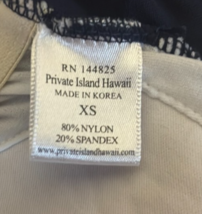 RN 144825
Private Island Hawaii
MADE IN KOREA
XS
80% NYLON
20% SPANDEX
www.privateislandhawaii.com